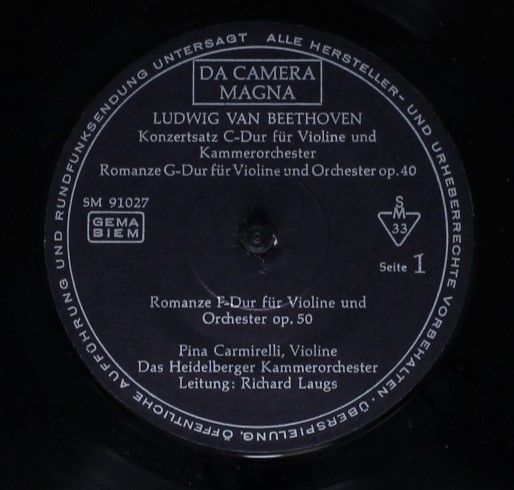 DA CAMERA
MAGNA
LUDWIG VAN BEETHOVEN
Konzertsatz C-Dur für Violine und
Kammerorchester
Romanze G-Dur für Violine und Orchester op. 40
SM 91027
GEMA
BIEM
S
M
33
Seite 1
Romanze F-Dur für Violine und
Orchester op. 50
Pina Carmirelli, Violine
Das Heidelberger Kammerorchester
Leitung: Richard Laugs
ALLE HERSTELLER- UND URHEBERRECHTE VORBEHALTEN · ÜBERSPIELUNG, ÖFFENTLICHE AUFFÜHRUNG UND RUNDFUNKSENDUNG UNTERSAGT